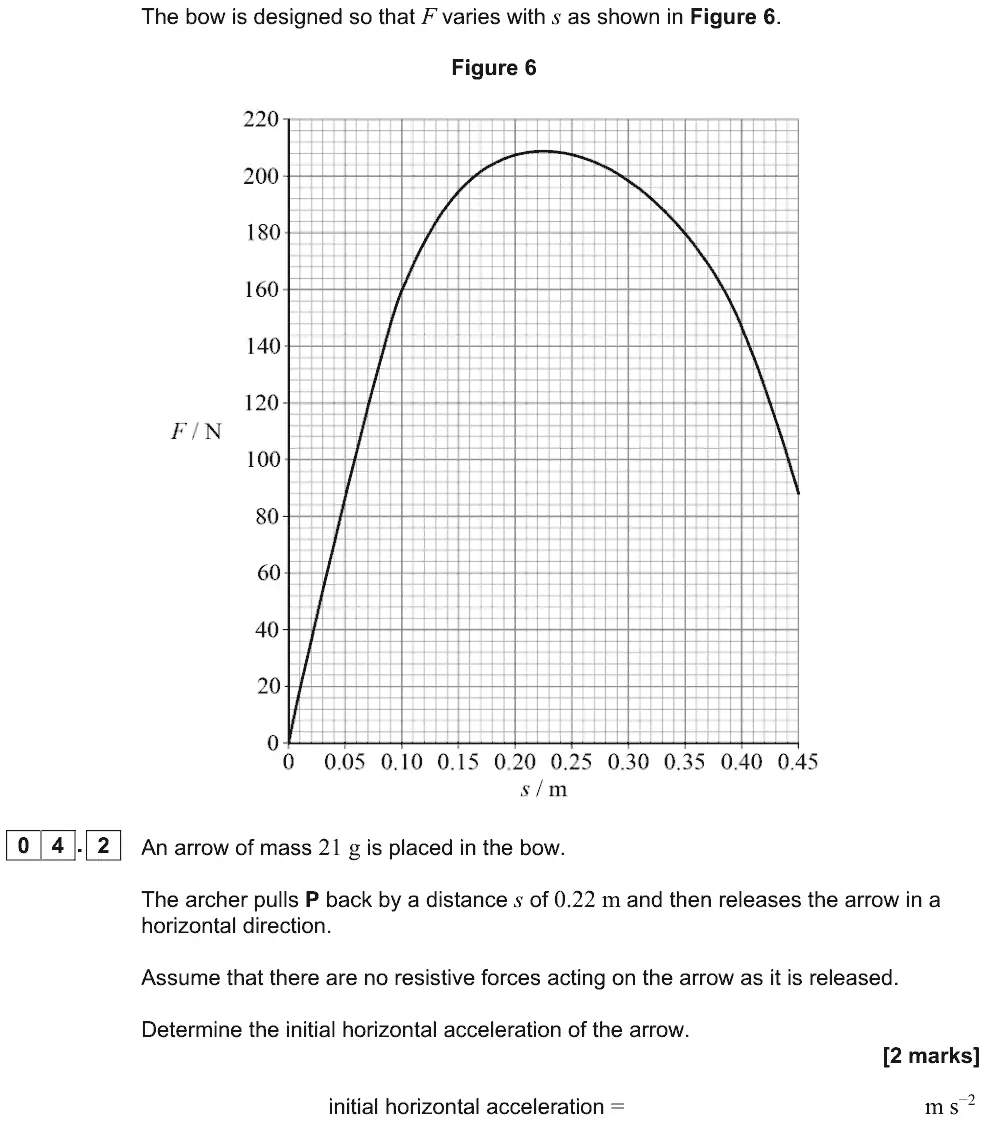 The bow is designed so that F varies with s as shown in Figure 6.
Figure 6
220
200
180
160
140
120
F / N
100
80
60
40
20
0
0 0.05 0.10 0.15 0.20 0.25 0.30 0.35 0.40 0.45
s / m
0 4 . 2 An arrow of mass 21 g is placed in the bow.
The archer pulls P back by a distance s of 0.22 m and then releases the arrow in a
horizontal direction.
Assume that there are no resistive forces acting on the arrow as it is released.
Determine the initial horizontal acceleration of the arrow.
[2 marks]
initial horizontal acceleration = m s⁻²